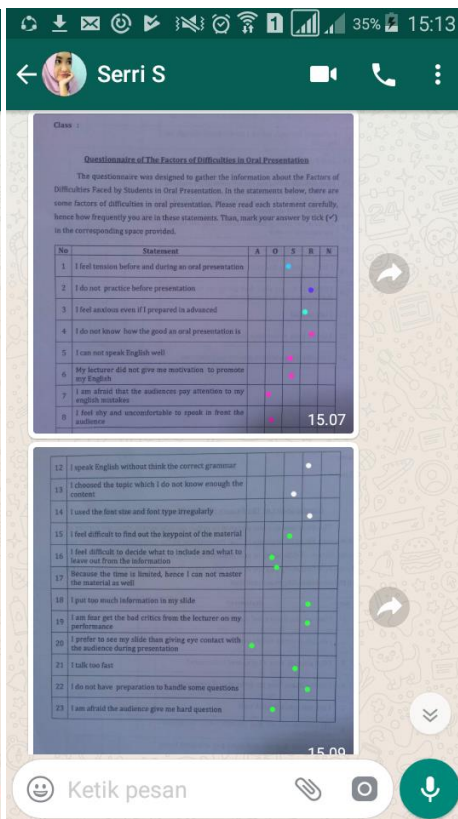 1 35% 15:13
Serri S
Class :
Questionnaire of The Factors of Difficulties in Oral Presentation
The questionnaire was designed to gather the information about the Factors of
Difficulties Faced by Students in Oral Presentation. In the statements below, there are
some factors of difficulties in oral presentation. Please read each statement carefully,
hence how frequently you are in these statements. Than, mark your answer by tick (✓)
in the corresponding space provided.
No Statement A O S R N
1 I feel tension before and during an oral presentation
2 I do not practice before presentation
3 I feel anxious even if I prepared in advanced
4 I do not know how the good an oral presentation is
5 I can not speak English well
6 My lecturer did not give me motivation to promote
my English
7 I am afraid that the audiences pay attention to my
english mistakes
8 I feel shy and uncomfortable to speak in front the
audience
15.07
12 I speak English without think the correct grammar
13 I choosed the topic which I do not know enough the
content
14 I used the font size and font type irregularly
15 I feel difficult to find out the keypoint of the material
16 I feel difficult to decide what to include and what to
leave out from the information
17 Because the time is limited, hence I can not master
the material as well
18 I put too much information in my slide
19 I am fear get the bad critics from the lecturer on my
performance
20 I prefer to see my slide than giving eye contact with
the audience during presentation
21 I talk too fast
22 I do not have preparation to handle some questions
23 I am afraid the audience give me hard question
15.09
Ketik pesan